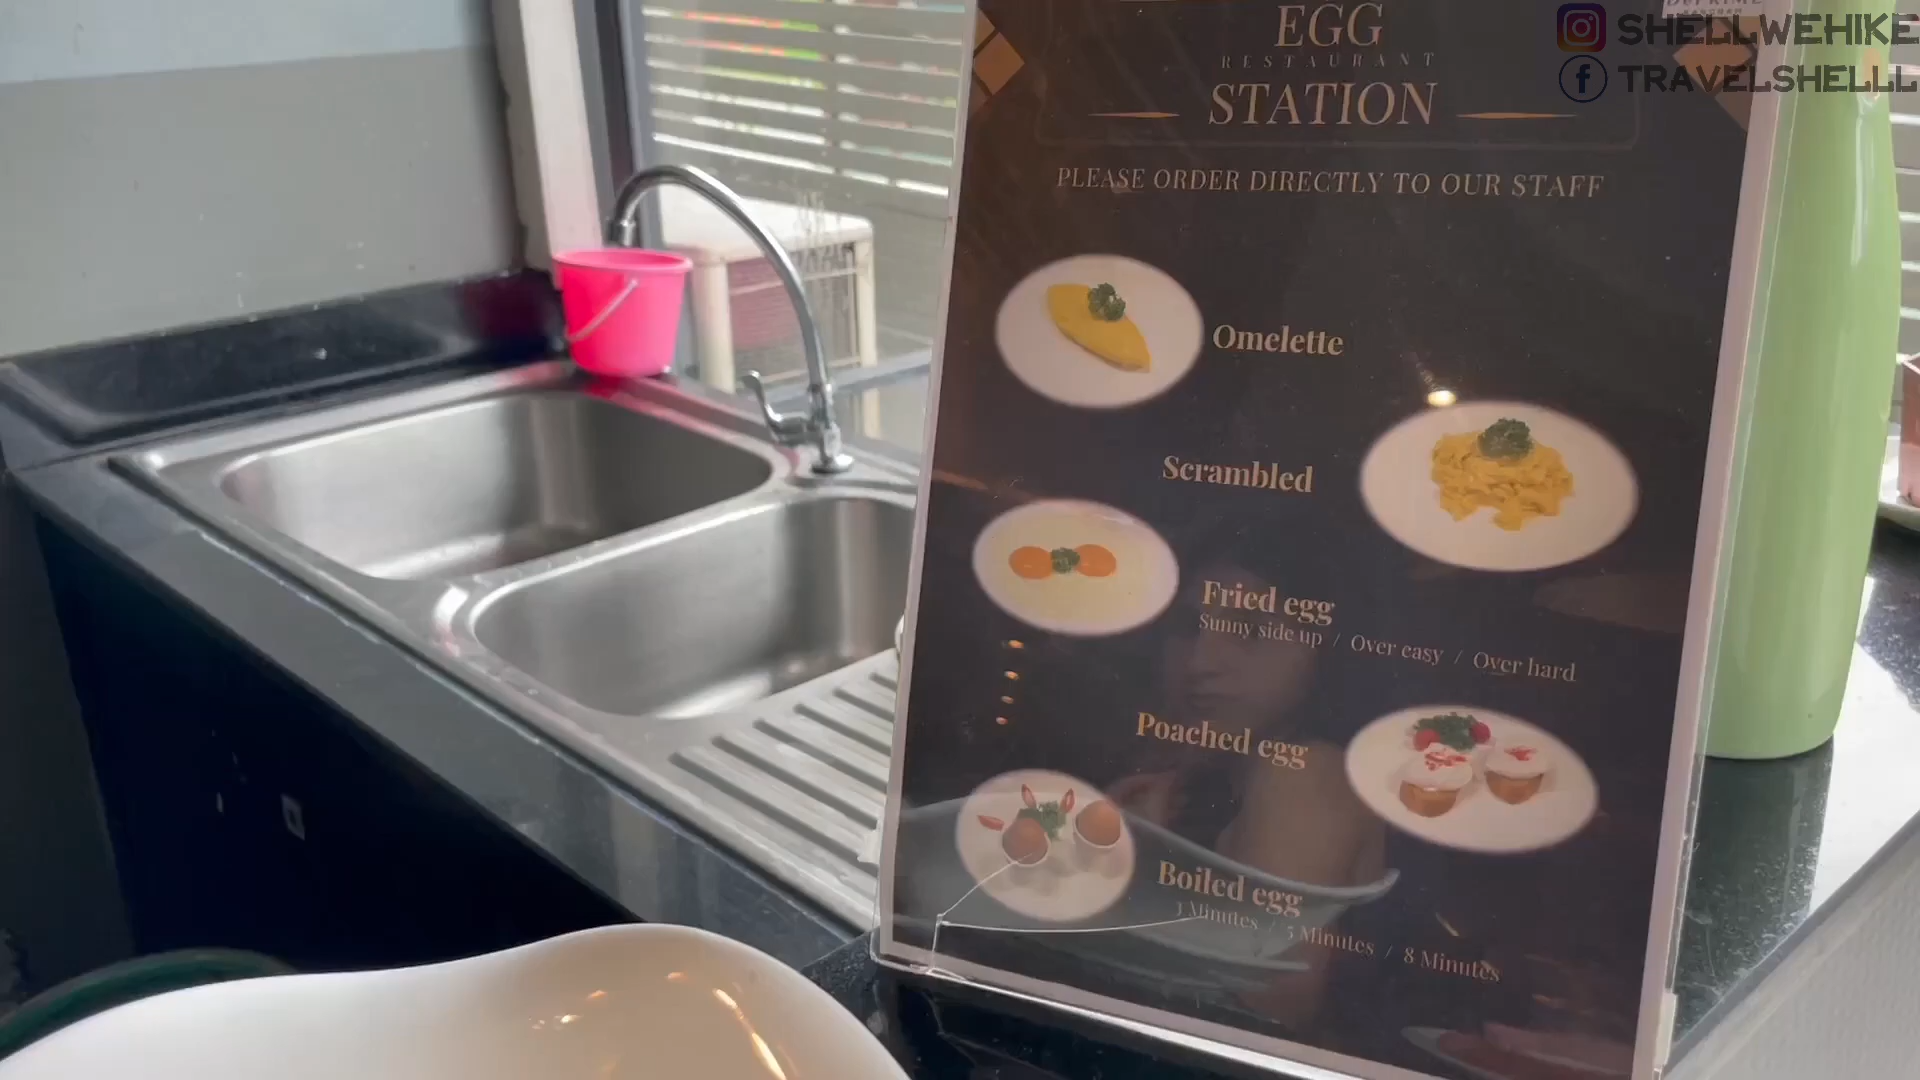 SHELLWEHIKE
TRAVELSHELLL
EGG
RESTAURANT
STATION
PLEASE ORDER DIRECTLY TO OUR STAFF
Omelette
Scrambled
Fried egg
Sunny side up / Over easy / Over hard
Poached egg
Boiled egg
3 Minutes / 5 Minutes / 8 Minutes